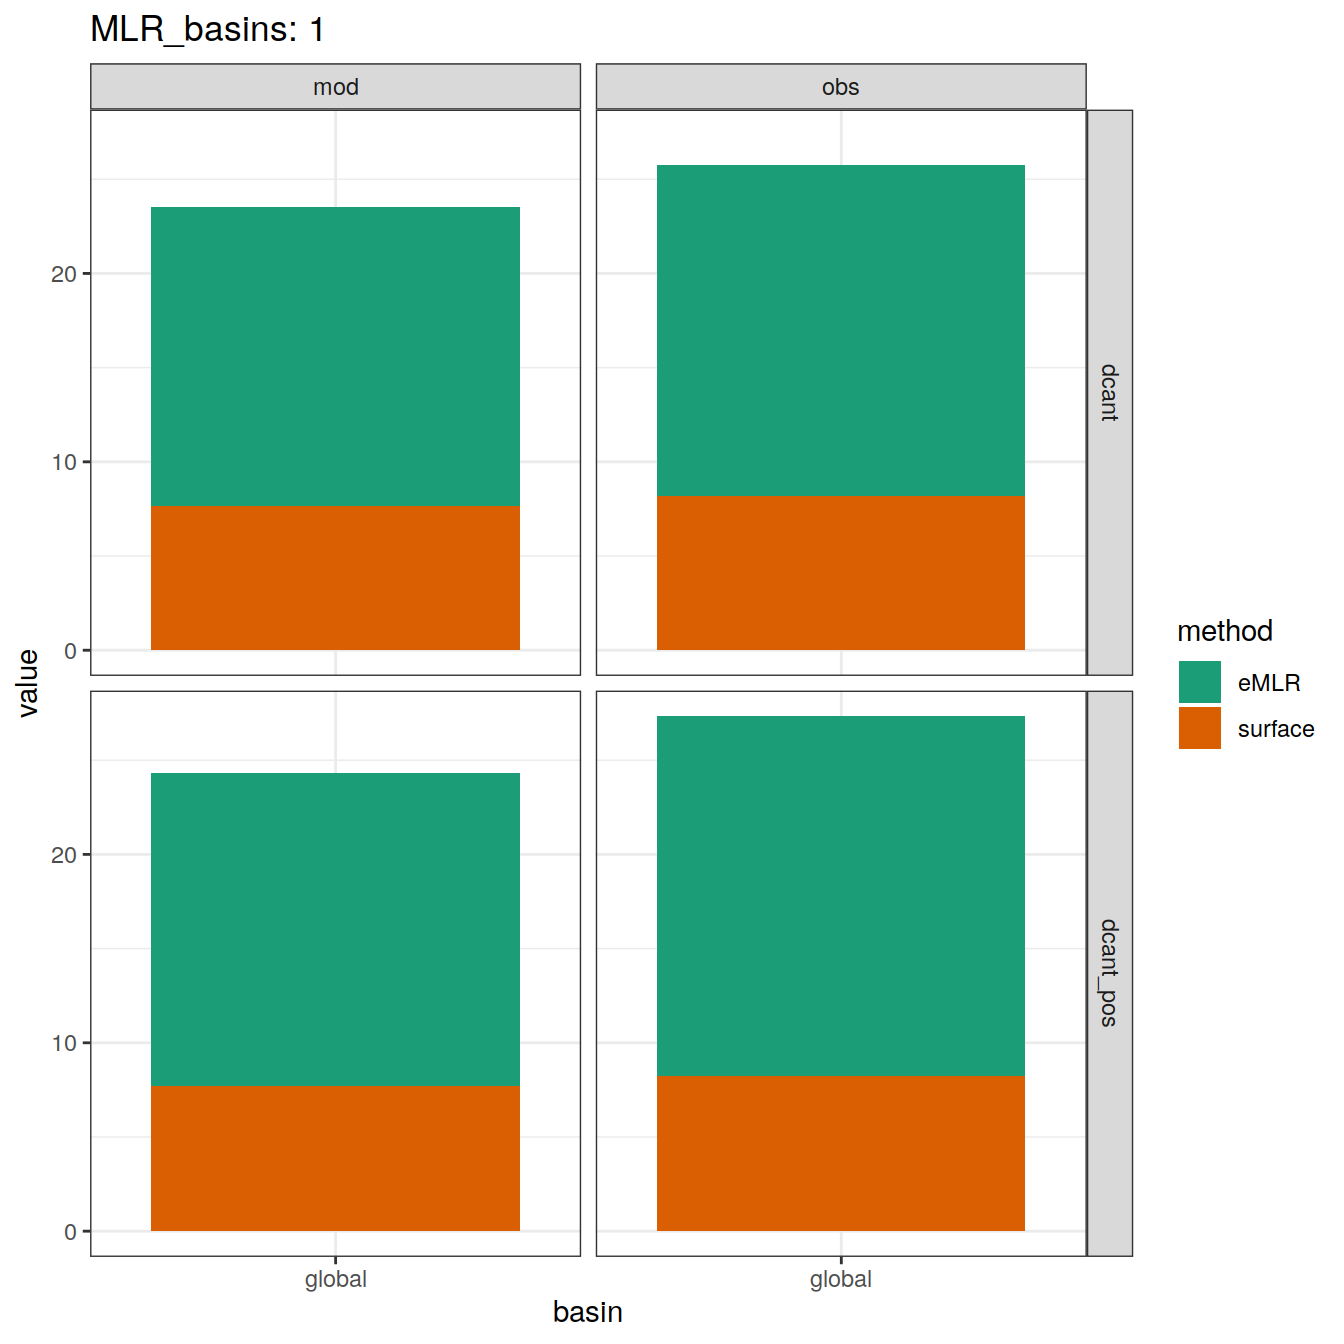 MLR_basins: 1
mod
obs
20
10
0
dcant
20
10
0
dcant_pos
value
global
global
basin
method
eMLR
surface